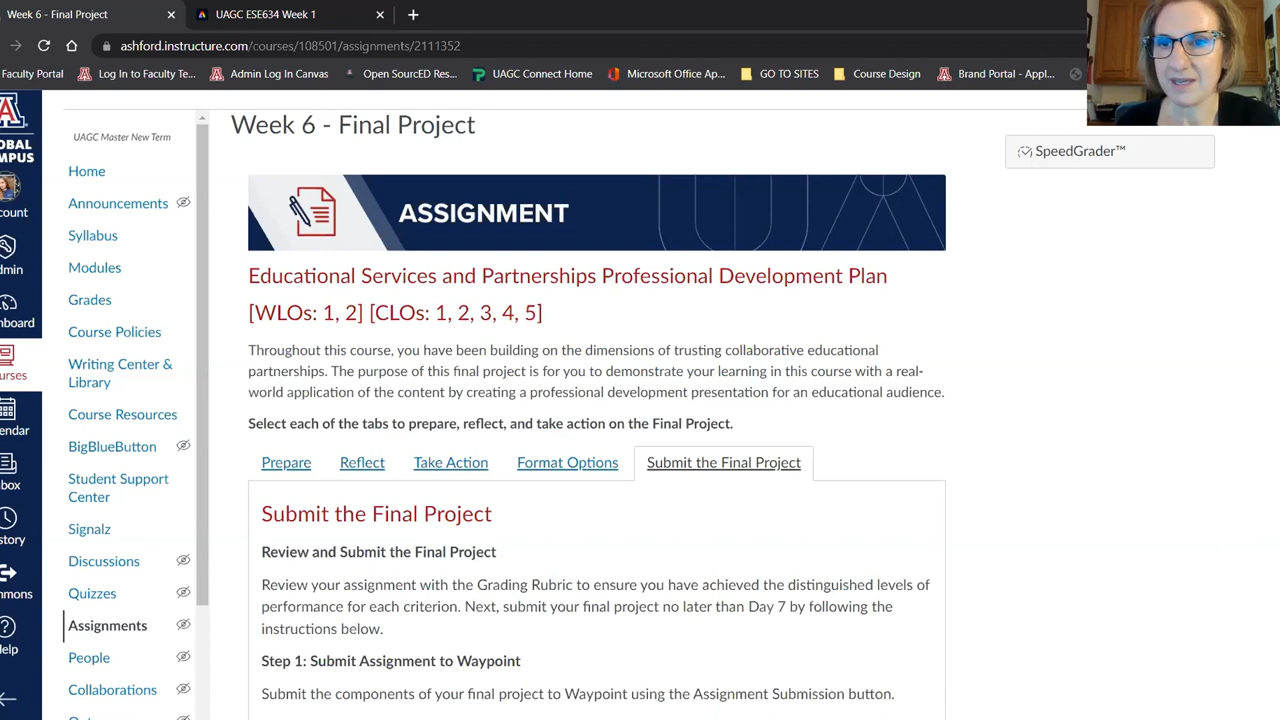 Week 6 - Final Project
UAGC ESE634 Week 1
ashford.instructure.com/courses/108501/assignments/2111352
Faculty Portal
Log In to Faculty Te...
Admin Log In Canvas
Open SourcED Res...
UAGC Connect Home
Microsoft Office Ap...
GO TO SITES
Course Design
Brand Portal - Appl...
OBAL
MPUS
count
dmin
hboard
urses
endar
box
story
mmons
elp
UAGC Master New Term
Home
Announcements
Syllabus
Modules
Grades
Course Policies
Writing Center &
Library
Course Resources
BigBlueButton
Student Support
Center
Signalz
Discussions
Quizzes
Assignments
People
Collaborations
Week 6 - Final Project
SpeedGrader™
ASSIGNMENT
Educational Services and Partnerships Professional Development Plan
[WLOs: 1, 2] [CLOs: 1, 2, 3, 4, 5]
Throughout this course, you have been building on the dimensions of trusting collaborative educational
partnerships. The purpose of this final project is for you to demonstrate your learning in this course with a real-
world application of the content by creating a professional development presentation for an educational audience.
Select each of the tabs to prepare, reflect, and take action on the Final Project.
Prepare
Reflect
Take Action
Format Options
Submit the Final Project
Submit the Final Project
Review and Submit the Final Project
Review your assignment with the Grading Rubric to ensure you have achieved the distinguished levels of
performance for each criterion. Next, submit your final project no later than Day 7 by following the
instructions below.
Step 1: Submit Assignment to Waypoint
Submit the components of your final project to Waypoint using the Assignment Submission button.